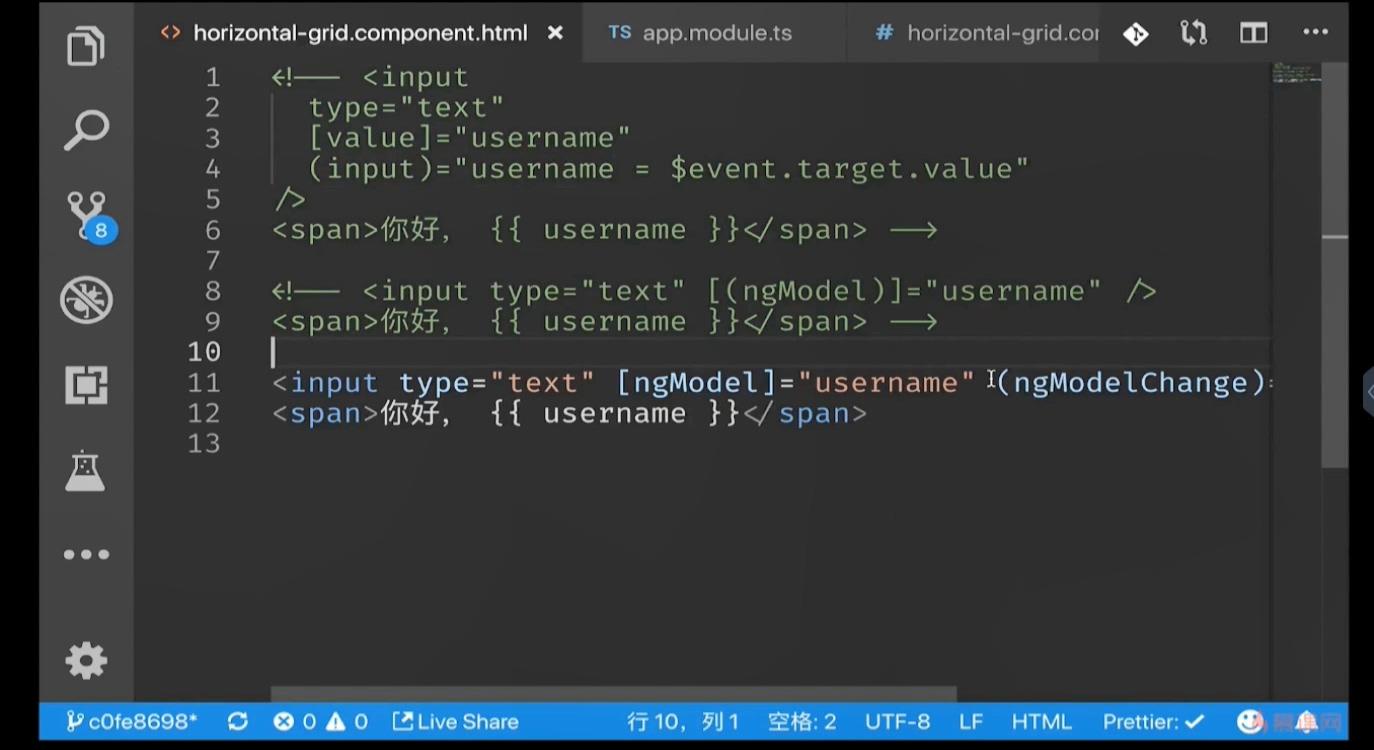 <> horizontal-grid.component.html × TS app.module.ts # horizontal-grid.cor
1 <!-- <input
2 type="text"
3 [value]="username"
4 (input)="username = $event.target.value"
5 />
6 <span>你好, {{ username }}</span> -->
7
8 <!-- <input type="text" [(ngModel)]="username" />
9 <span>你好, {{ username }}</span> -->
10
11 <input type="text" [ngModel]="username" (ngModelChange)=
12 <span>你好, {{ username }}</span>
13
8
c0fe8698* 0 0 Live Share 行 10，列 1 空格: 2 UTF-8 LF HTML Prettier: ✓